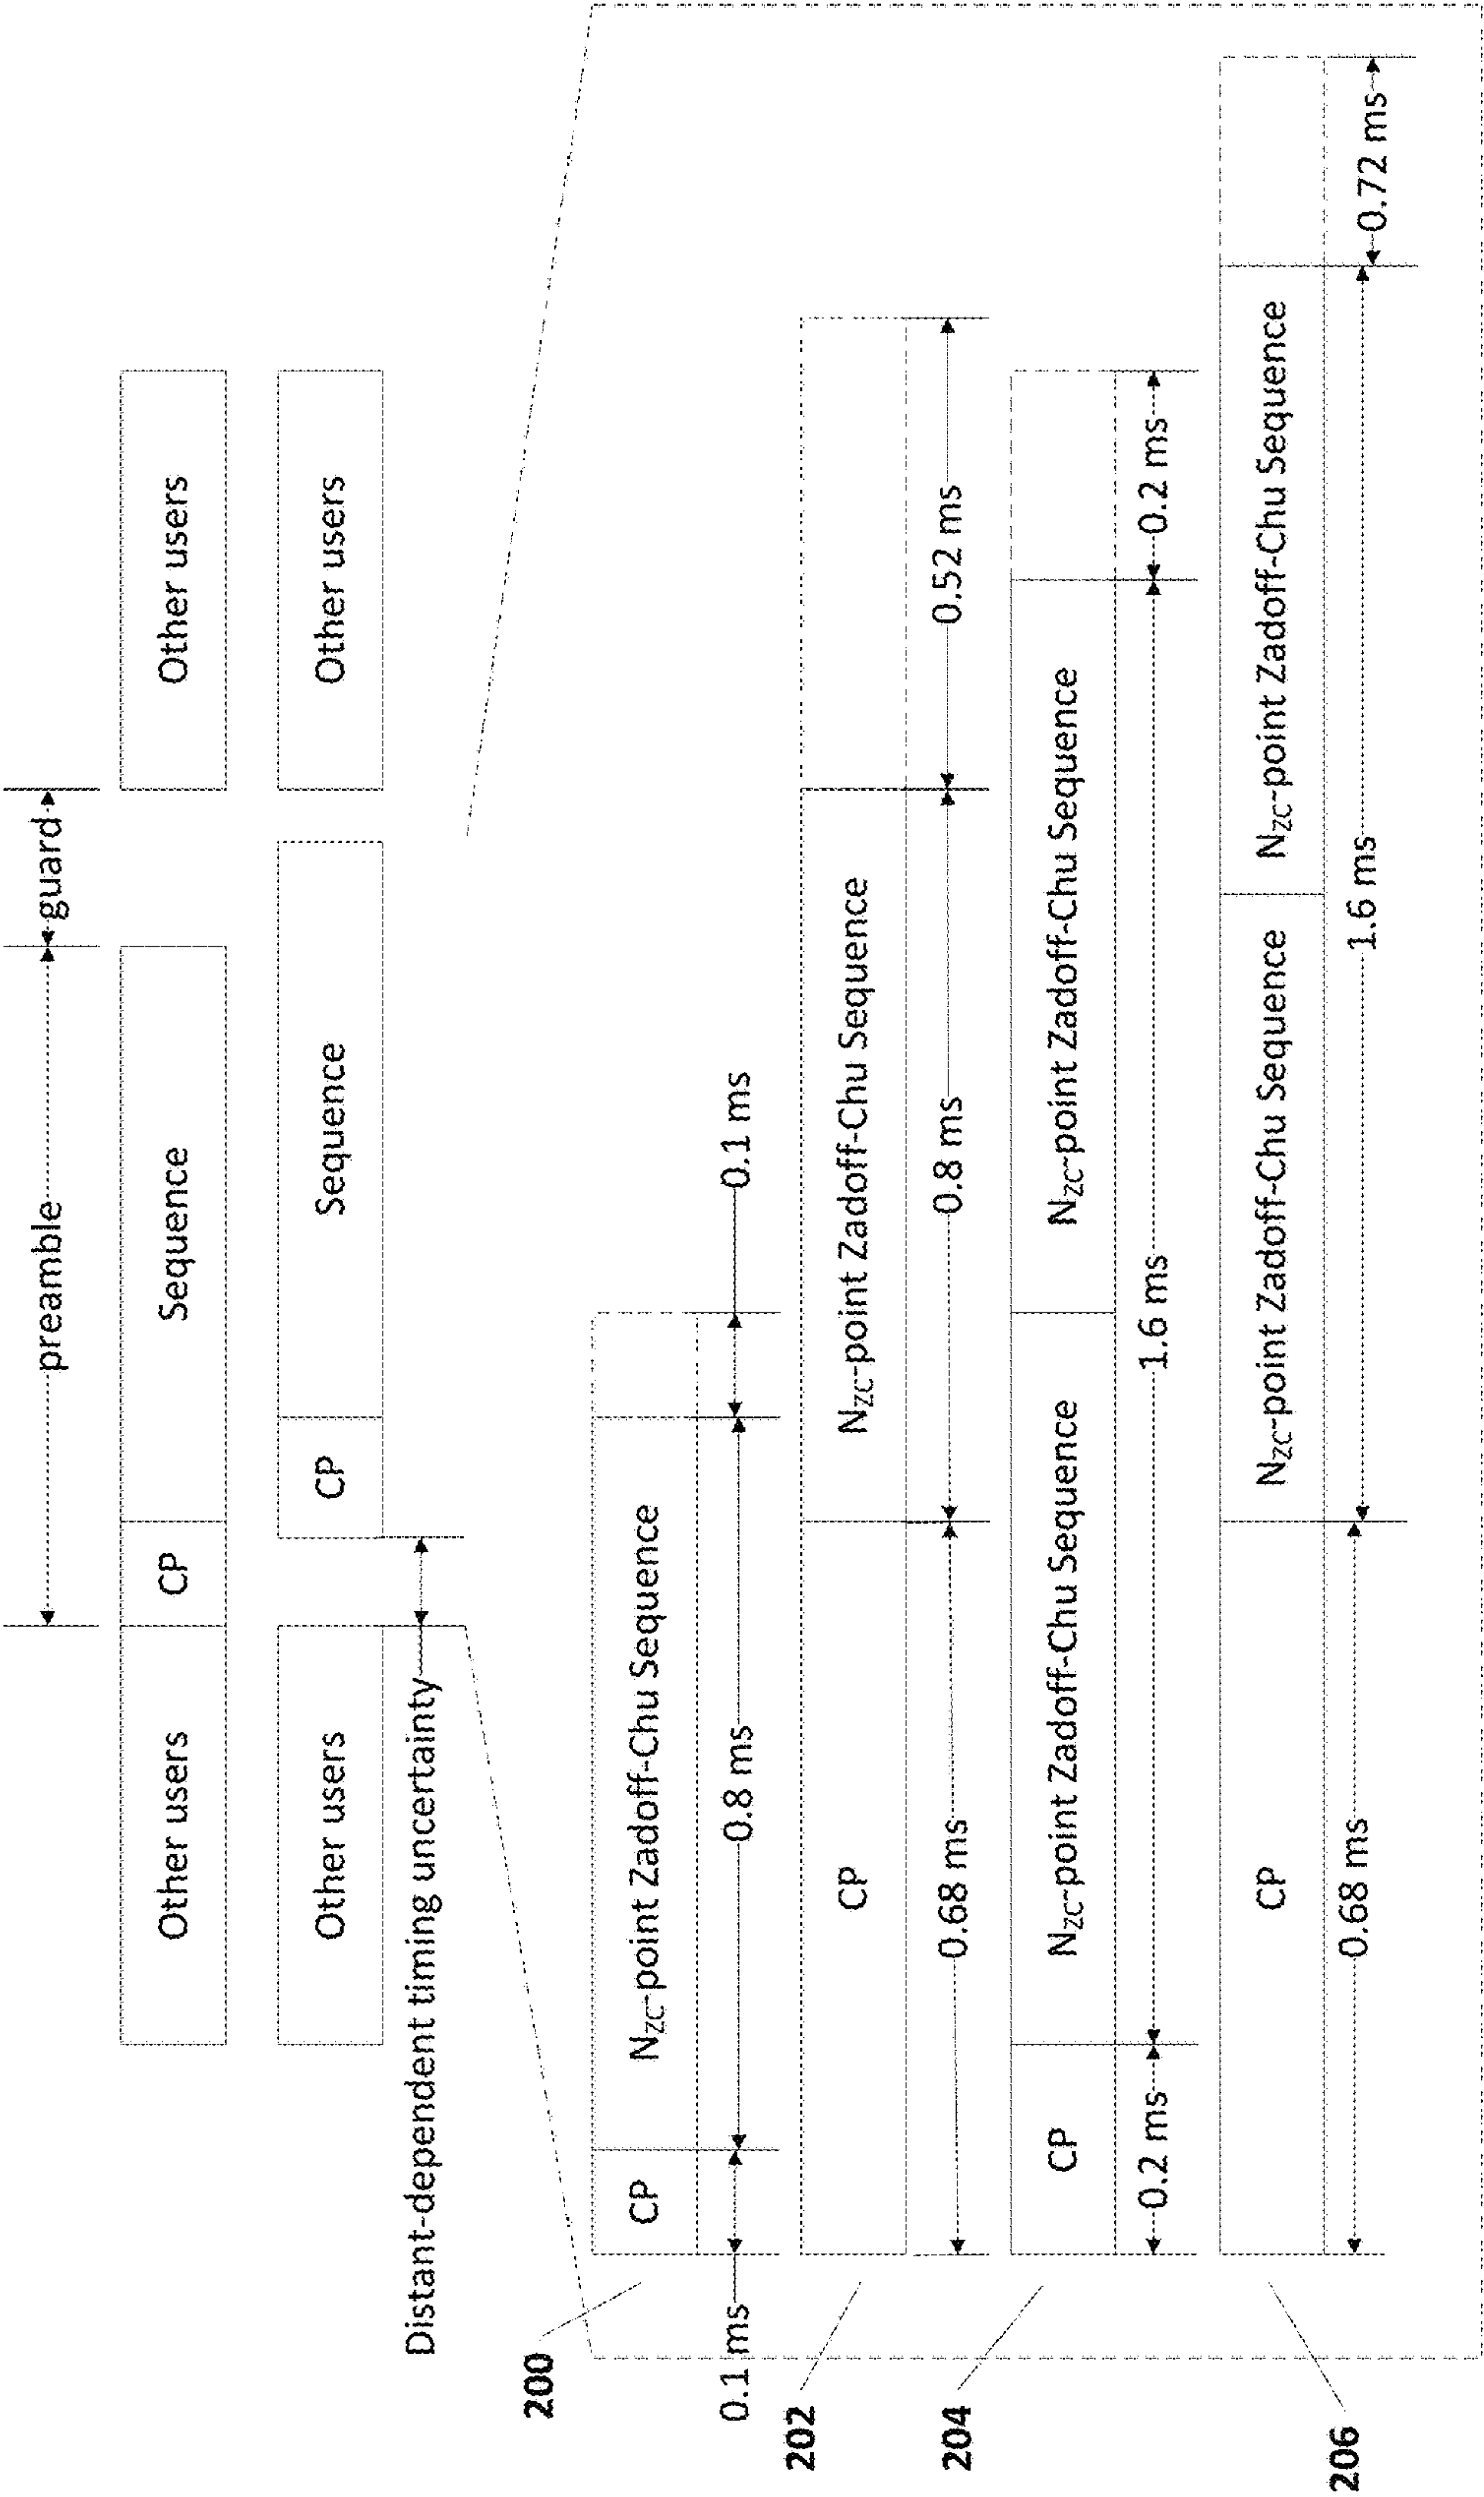 preamble
guard
Other users
CP
Sequence
Other users
Other users
CP
Sequence
Other users
Distant-dependent timing uncertainty
200
CP
N_ZC-point Zadoff-Chu Sequence
0.1 ms
0.8 ms
0.1 ms
202
CP
N_ZC-point Zadoff-Chu Sequence
0.68 ms
0.8 ms
0.52 ms
204
CP
N_ZC-point Zadoff-Chu Sequence
N_ZC-point Zadoff-Chu Sequence
0.2 ms
1.6 ms
0.2 ms
206
CP
N_ZC-point Zadoff-Chu Sequence
N_ZC-point Zadoff-Chu Sequence
0.68 ms
1.6 ms
0.72 ms